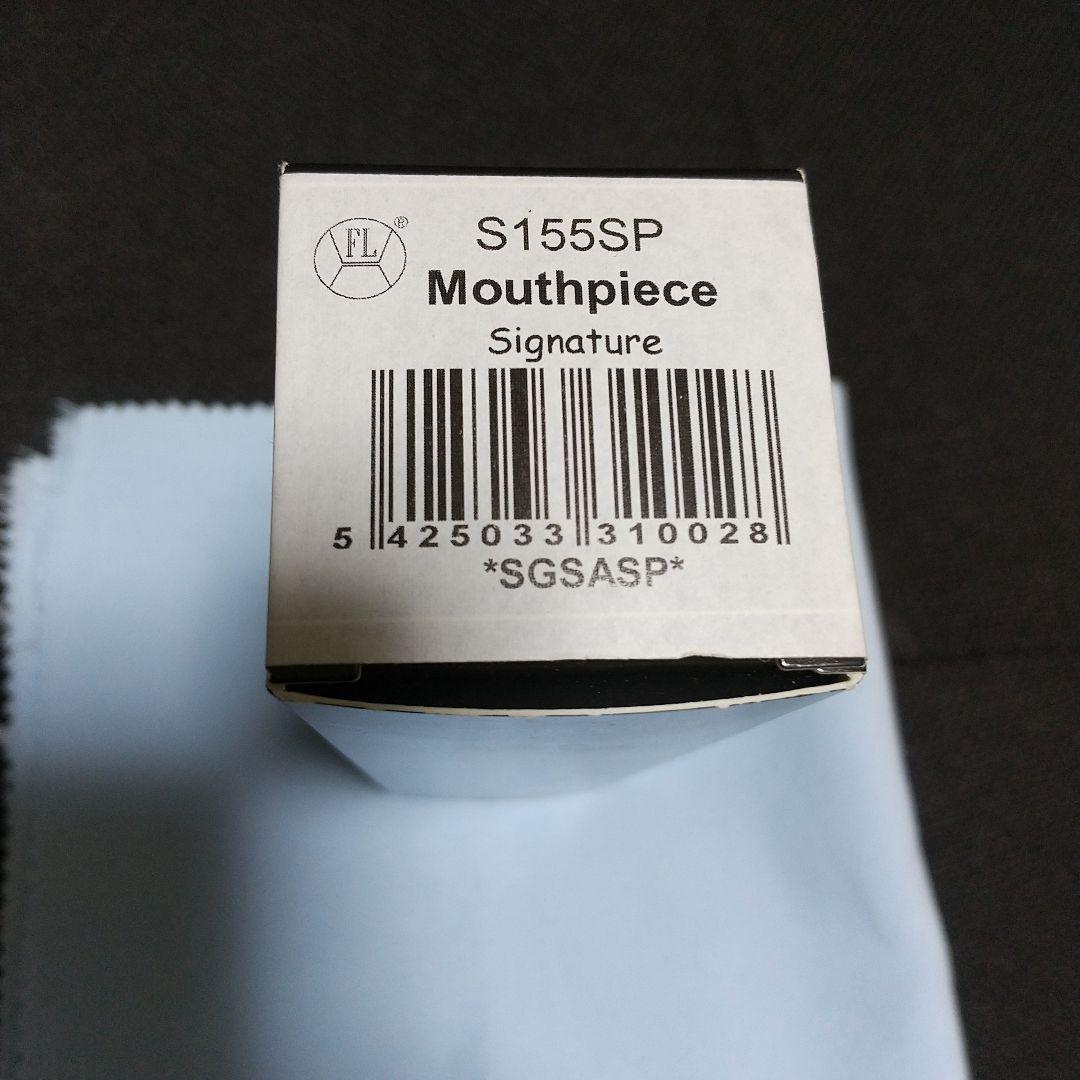 FL ®
S155SP
Mouthpiece
Signature
5 425033 310028
*SGSASP*